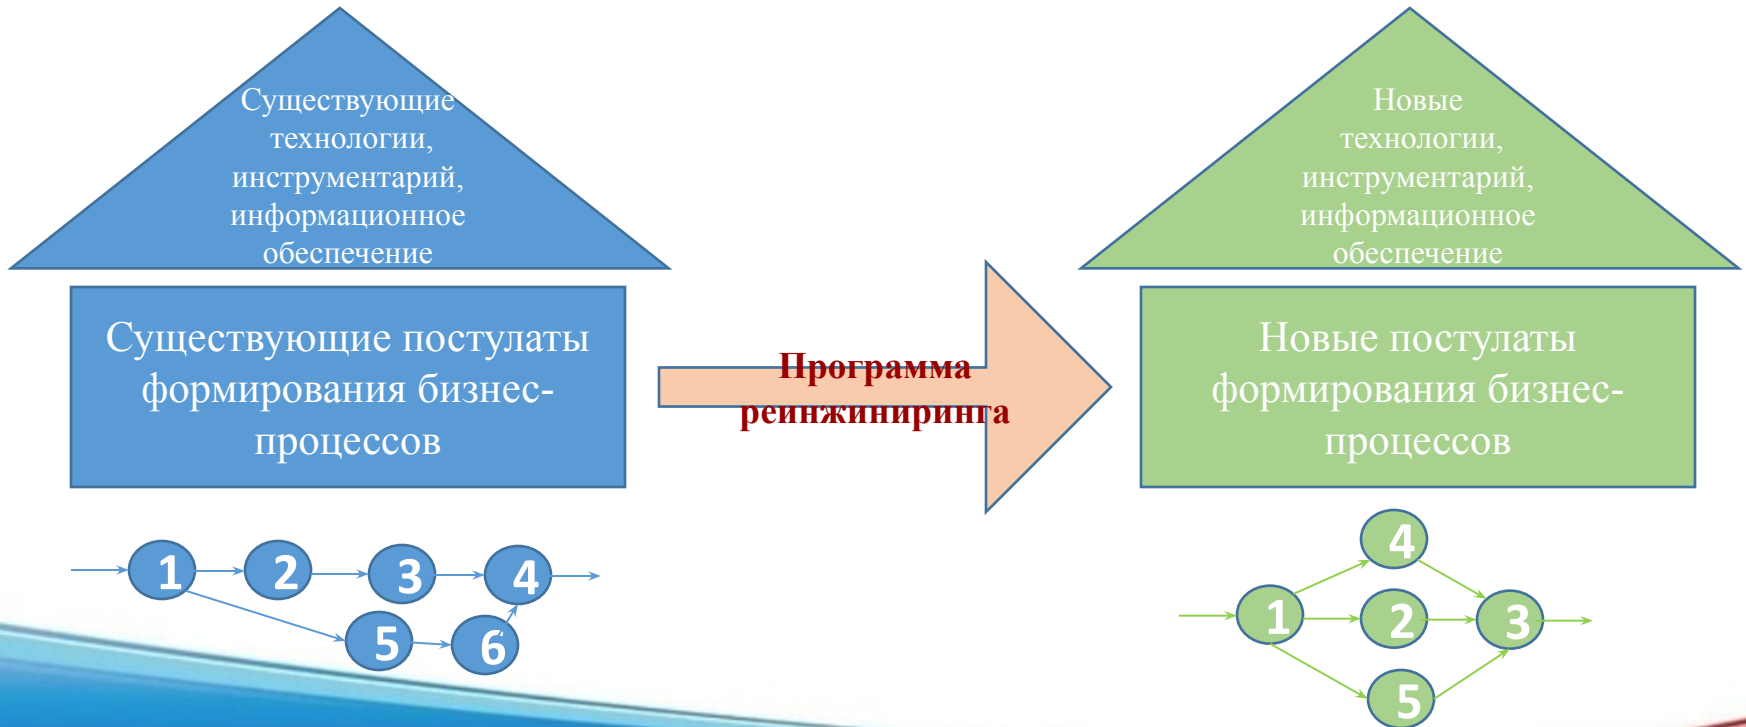 Существующие
технологии,
инструментарий,
информационное
обеспечение
Существующие постулаты
формирования бизнес-
процессов
Программа
реинжиниринга
Новые
технологии,
инструментарий,
информационное
обеспечение
Новые постулаты
формирования бизнес-
процессов
1 2 3 4
5 6
4
1 2 3
5